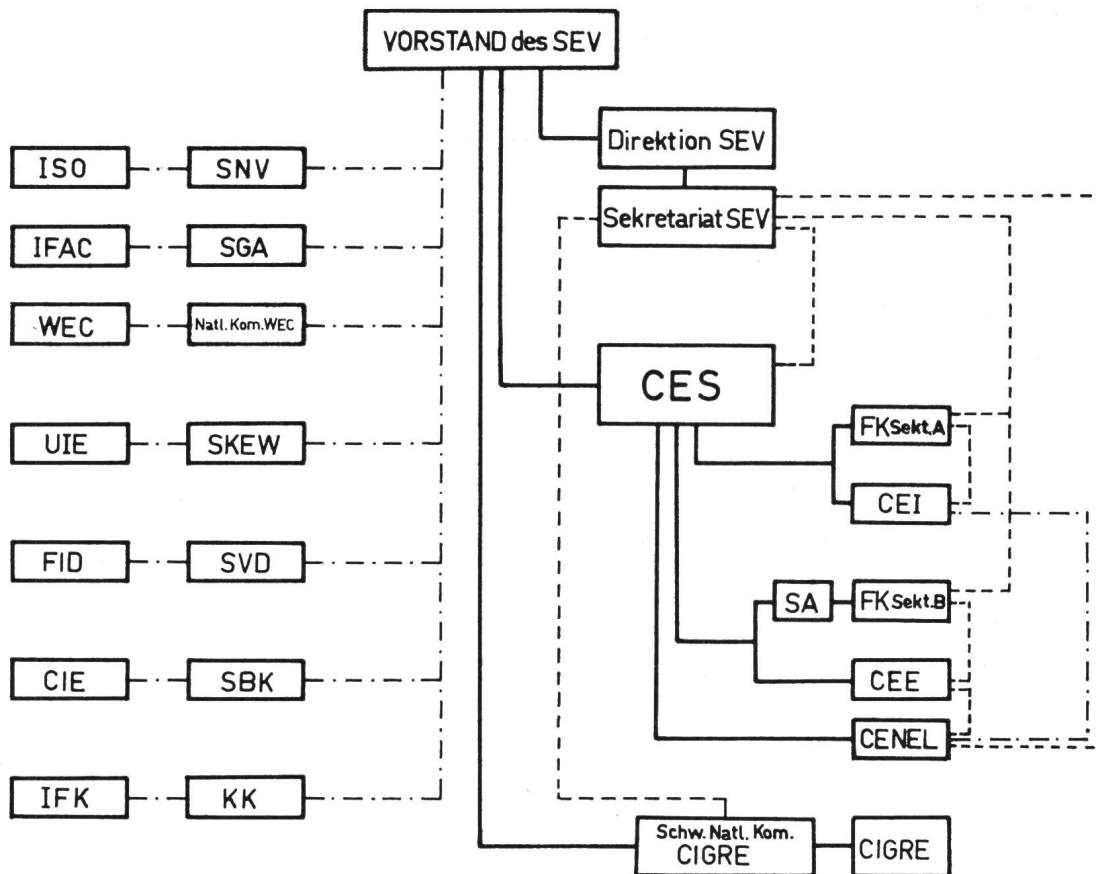 VORSTAND des SEV
Direktion SEV
ISO
SNV
Sekretariat SEV
IFAC
SGA
WEC
Natl. Kom. WEC
CES
UIE
SKEW
FK Sekt. A
CEI
FID
SVD
SA
FK Sekt. B
CIE
SBK
CEE
CENEL
IFK
KK
Schw. Natl. Kom.
CIGRE
CIGRE